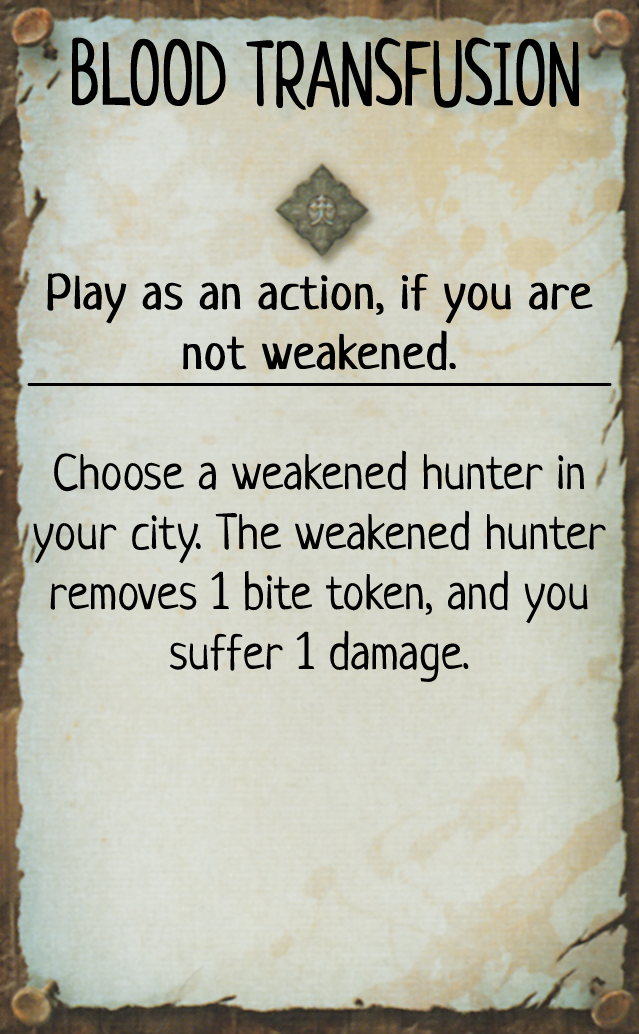 BLOOD TRANSFUSION
Play as an action, if you are
not weakened.
Choose a weakened hunter in
your city. The weakened hunter
removes 1 bite token, and you
suffer 1 damage.